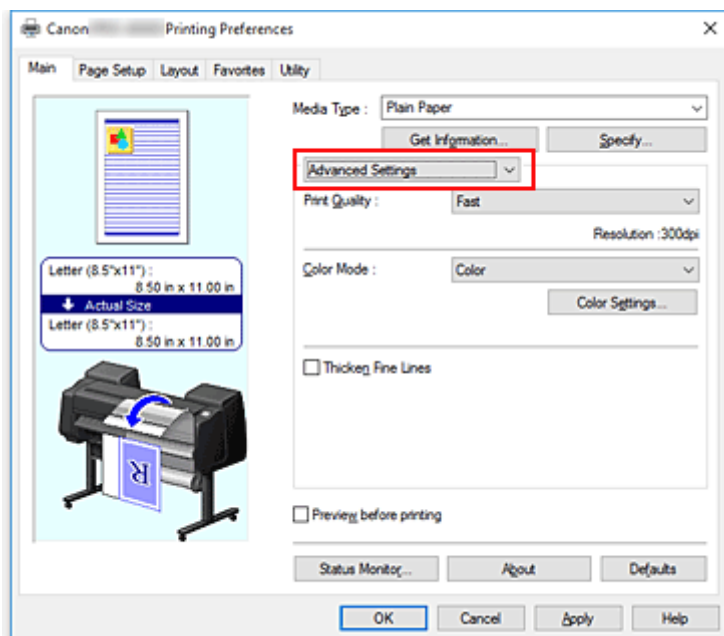 Canon Printing Preferences
Main Page Setup Layout Favorites Utility
Media Type : Plain Paper
Get Information... Specify...
Advanced Settings
Print Quality : Fast
Resolution :300dpi
Color Mode : Color
Color Settings...
Thicken Fine Lines
Letter (8.5"x11") :
8.50 in x 11.00 in
Actual Size
Letter (8.5"x11") :
8.50 in x 11.00 in
R
Preview before printing
Status Monitor... About Defaults
OK Cancel Apply Help